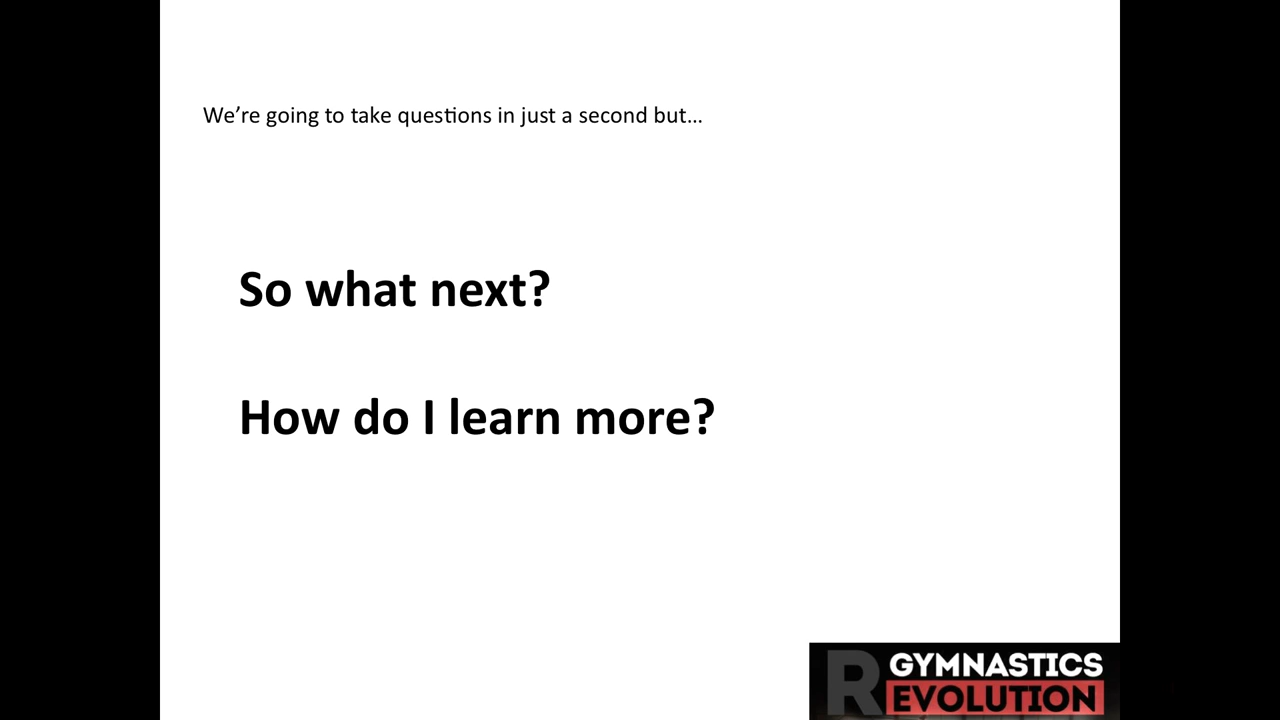 We’re going to take questions in just a second but…
So what next?
How do I learn more?
R GYMNASTICS
EVOLUTION